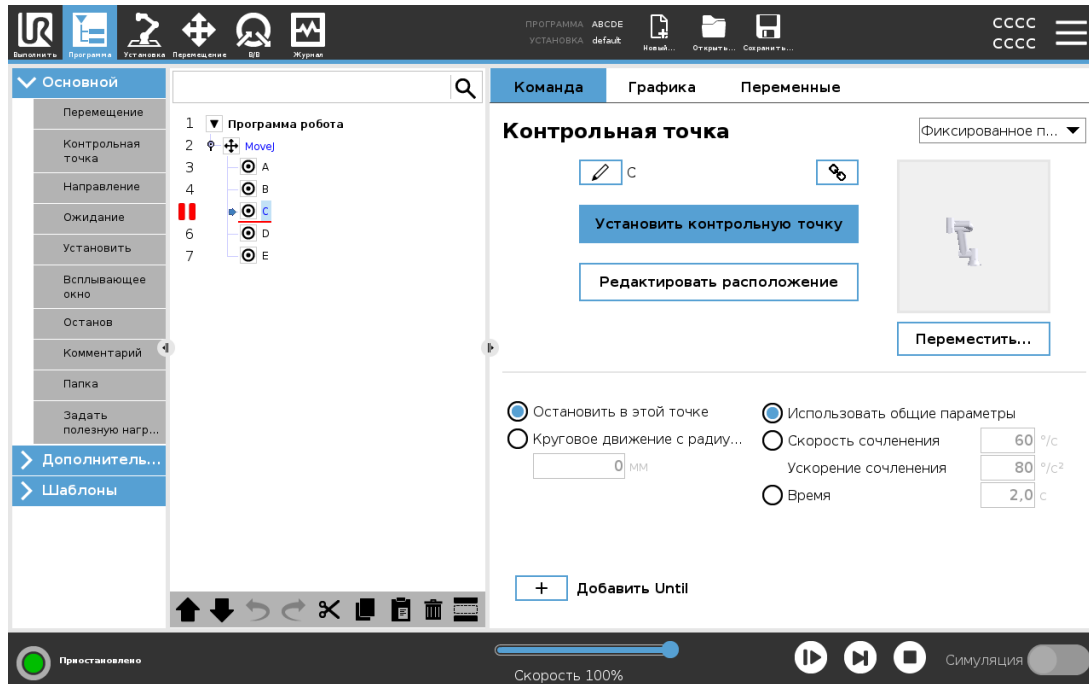 UR
Выполнить
Программа
Установка
Перемещение
В/В
Журнал
ПРОГРАММА ABCDE
УСТАНОВКА default
Новый...
Открыть...
Сохранить...
CCCC
CCCC
Основной
Перемещение
Контрольная
точка
Направление
Ожидание
Установить
Всплывающее
окно
Останов
Комментарий
Папка
Задать
полезную нагр...
Дополнитель...
Шаблоны
1 Программа робота
2 MoveJ
3 A
4 B
C
6 D
7 E
Команда
Графика
Переменные
Контрольная точка
Фиксированное п...
C
Установить контрольную точку
Редактировать расположение
Переместить...
Остановить в этой точке
Круговое движение с радиу...
0 мм
Использовать общие параметры
Скорость сочленения 60 °/с
Ускорение сочленения 80 °/с²
Время 2,0 с
+ Добавить Until
Приостановлено
Скорость 100%
Симуляция